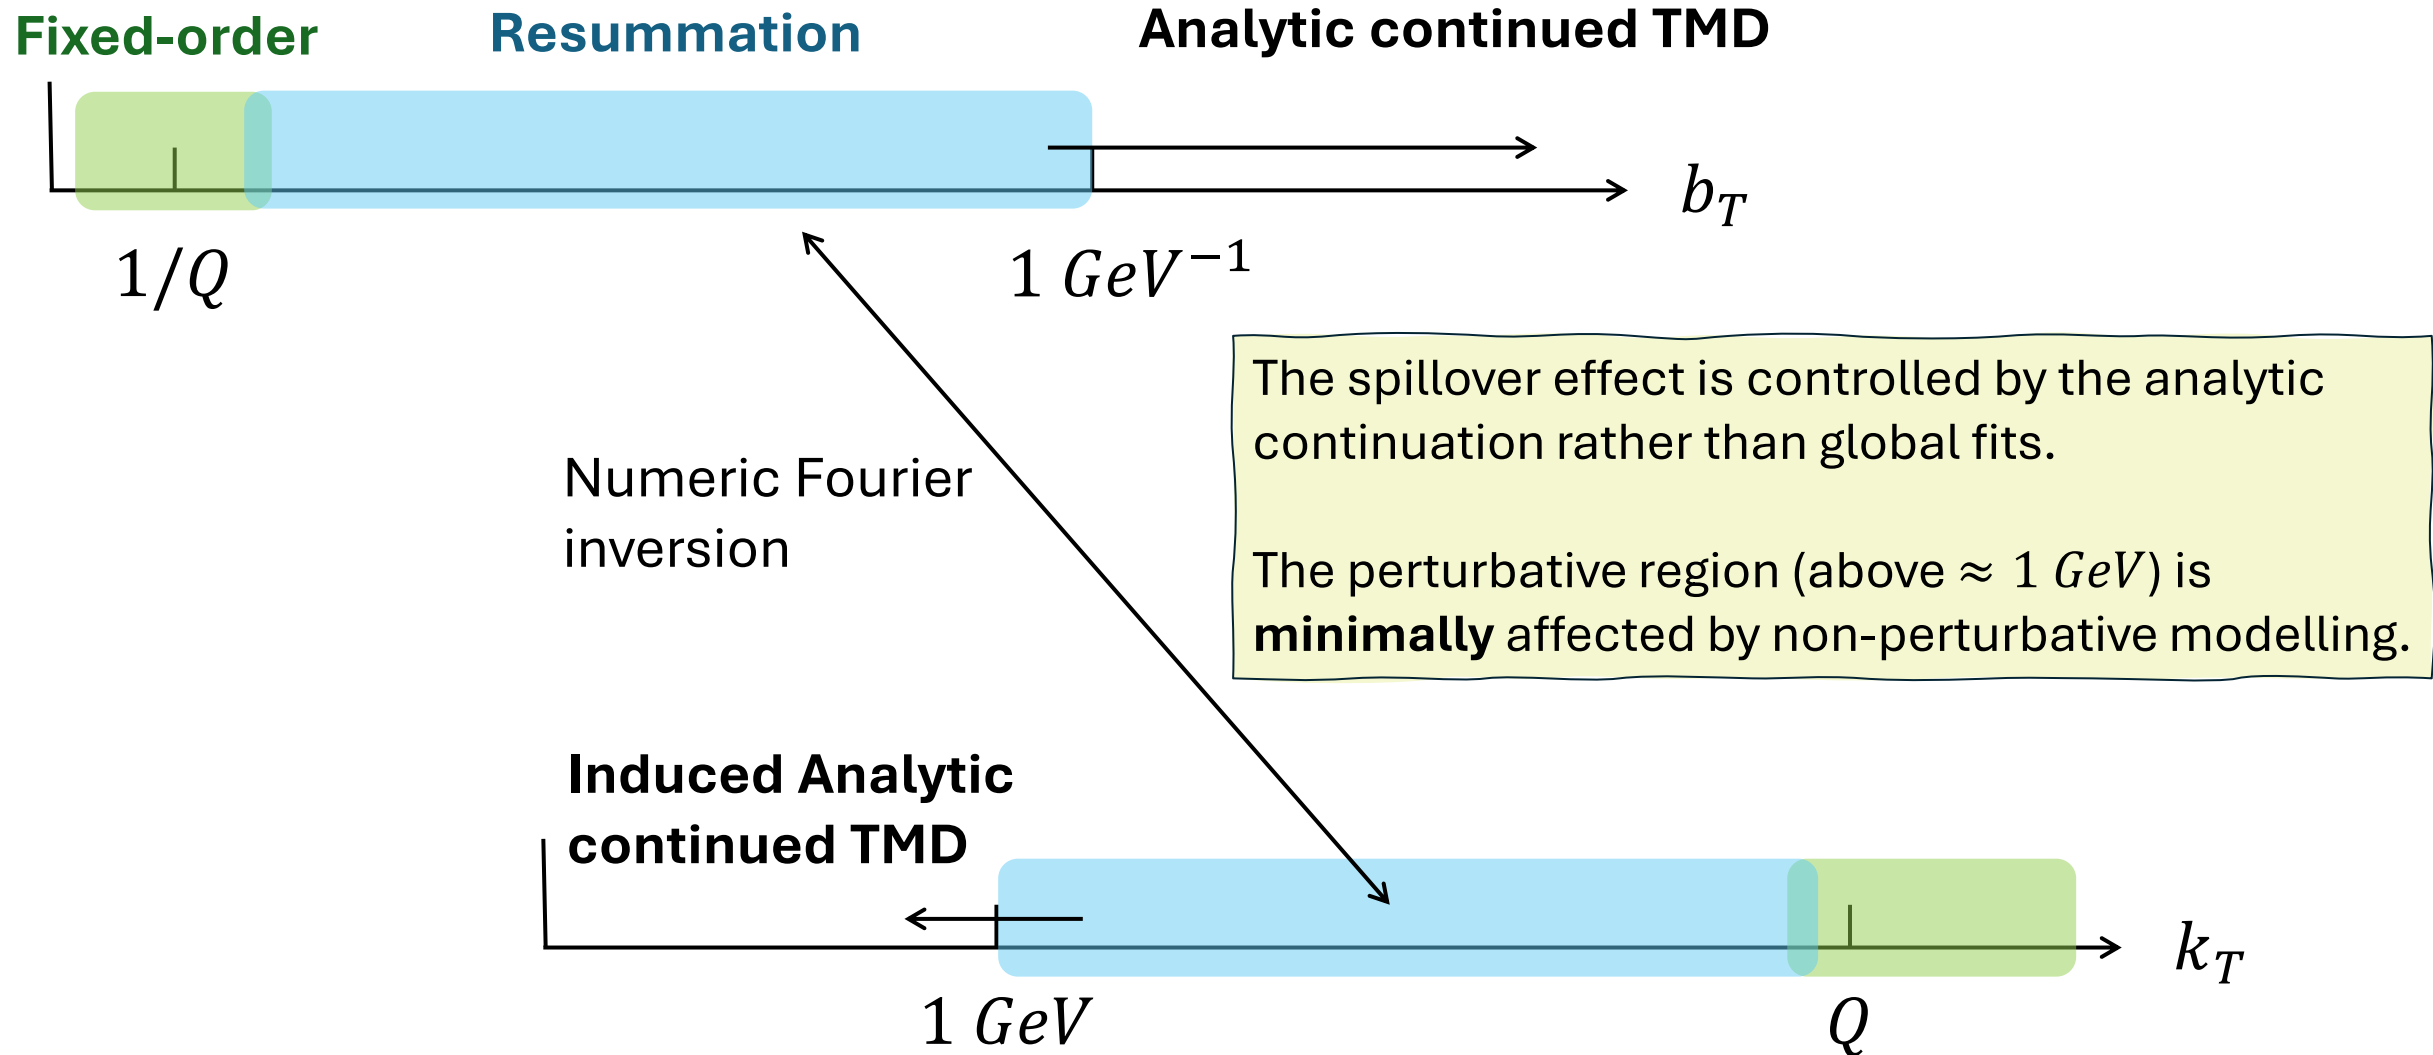 Fixed-order
Resummation
Analytic continued TMD
b_T
1/Q
1 GeV⁻¹
The spillover effect is controlled by the analytic
continuation rather than global fits.
The perturbative region (above ≈ 1 GeV) is
minimally affected by non-perturbative modelling.
Numeric Fourier
inversion
Induced Analytic
continued TMD
k_T
1 GeV
Q